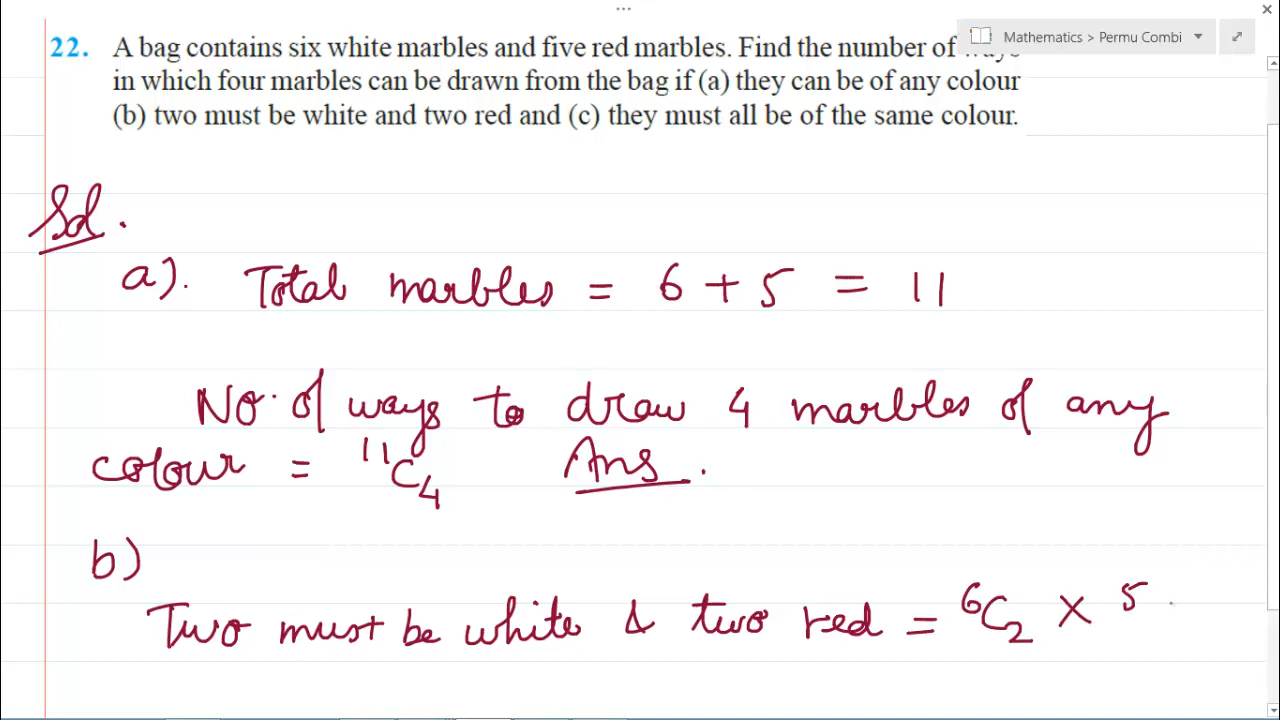 ...
Mathematics > Permu Combi
22. A bag contains six white marbles and five red marbles. Find the number of ways
in which four marbles can be drawn from the bag if (a) they can be of any colour
(b) two must be white and two red and (c) they must all be of the same colour.
Sol.
a). Total marbles = 6 + 5 = 11
No. of ways to draw 4 marbles of any
colour = ¹¹C₄ Ans.
b)
Two must be white & two red = ⁶C₂ × ⁵